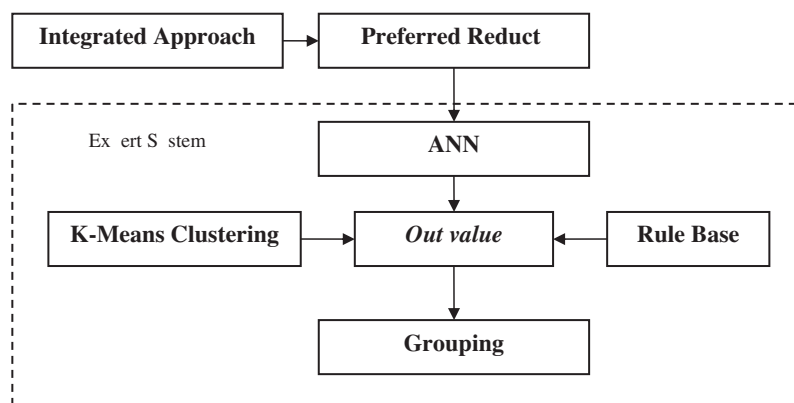 Integrated Approach
Preferred Reduct
Ex ert S stem
ANN
K-Means Clustering
Out value
Rule Base
Grouping